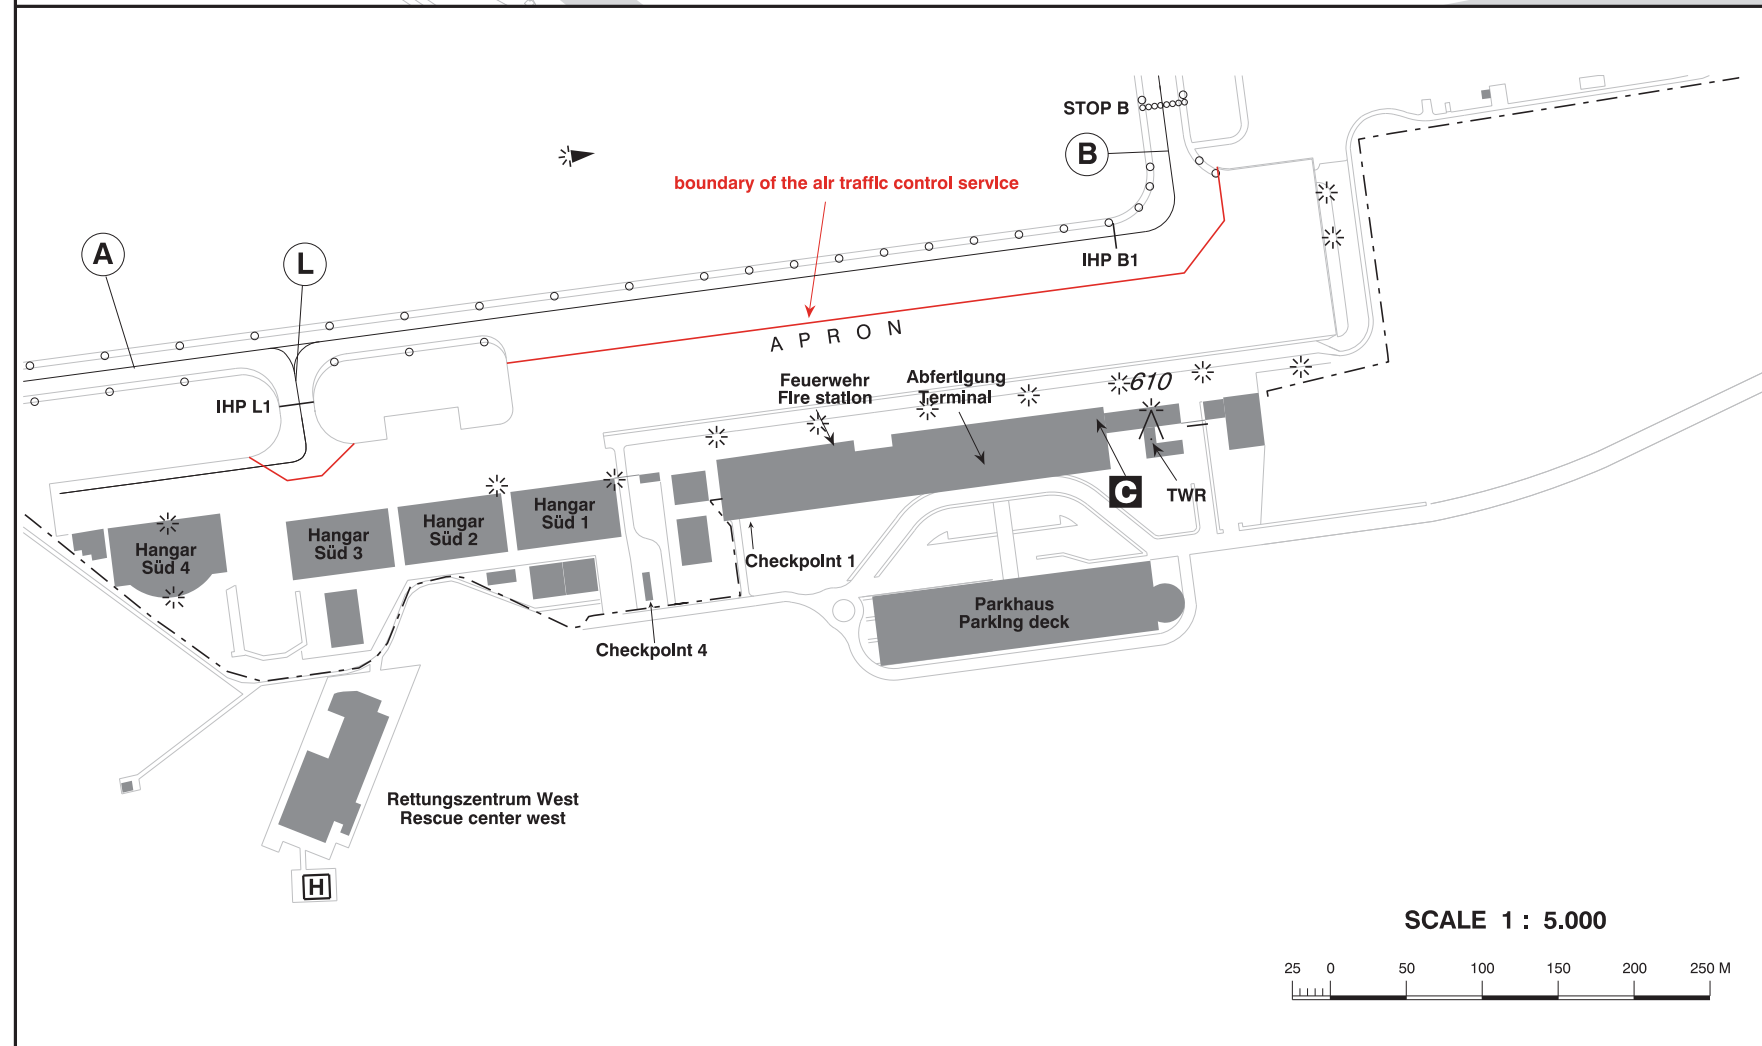 STOP B
B
boundary of the air traffic control service
A
L
IHP B1
APRON
IHP L1
Feuerwehr
Fire station
Abfertigung
Terminal
610
C
TWR
Hangar
Süd 1
Hangar
Süd 2
Hangar
Süd 3
Hangar
Süd 4
Checkpoint 1
Parkhaus
Parking deck
Checkpoint 4
Rettungszentrum West
Rescue center west
H
SCALE 1 : 5.000
25 0 50 100 150 200 250 M